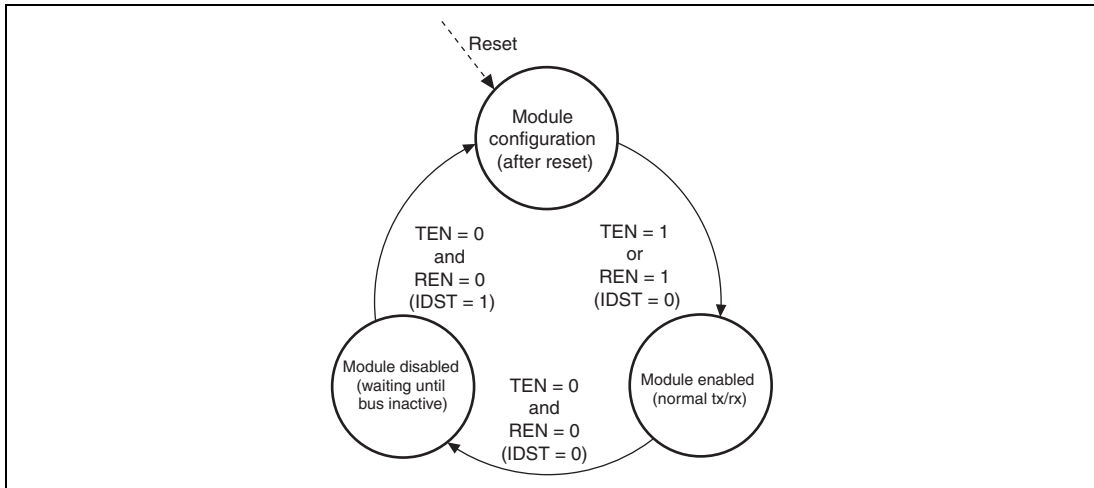 Reset
Module
configuration
(after reset)
TEN = 0
and
REN = 0
(IDST = 1)
TEN = 1
or
REN = 1
(IDST = 0)
Module disabled
(waiting until
bus inactive)
TEN = 0
and
REN = 0
(IDST = 0)
Module enabled
(normal tx/rx)